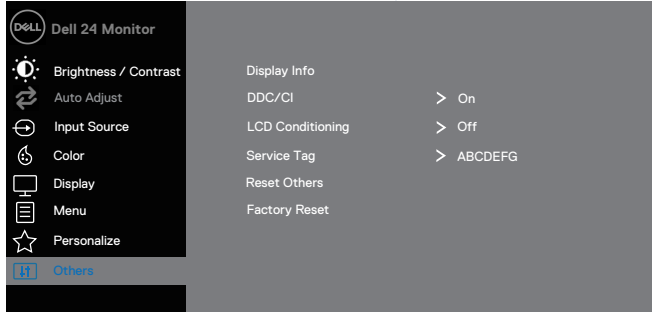 DELL Dell 24 Monitor
Brightness / Contrast
Display Info
Auto Adjust DDC/CI > On
Input Source LCD Conditioning > Off
Color Service Tag > ABCDEFG
Display Reset Others
Menu Factory Reset
Personalize
Others